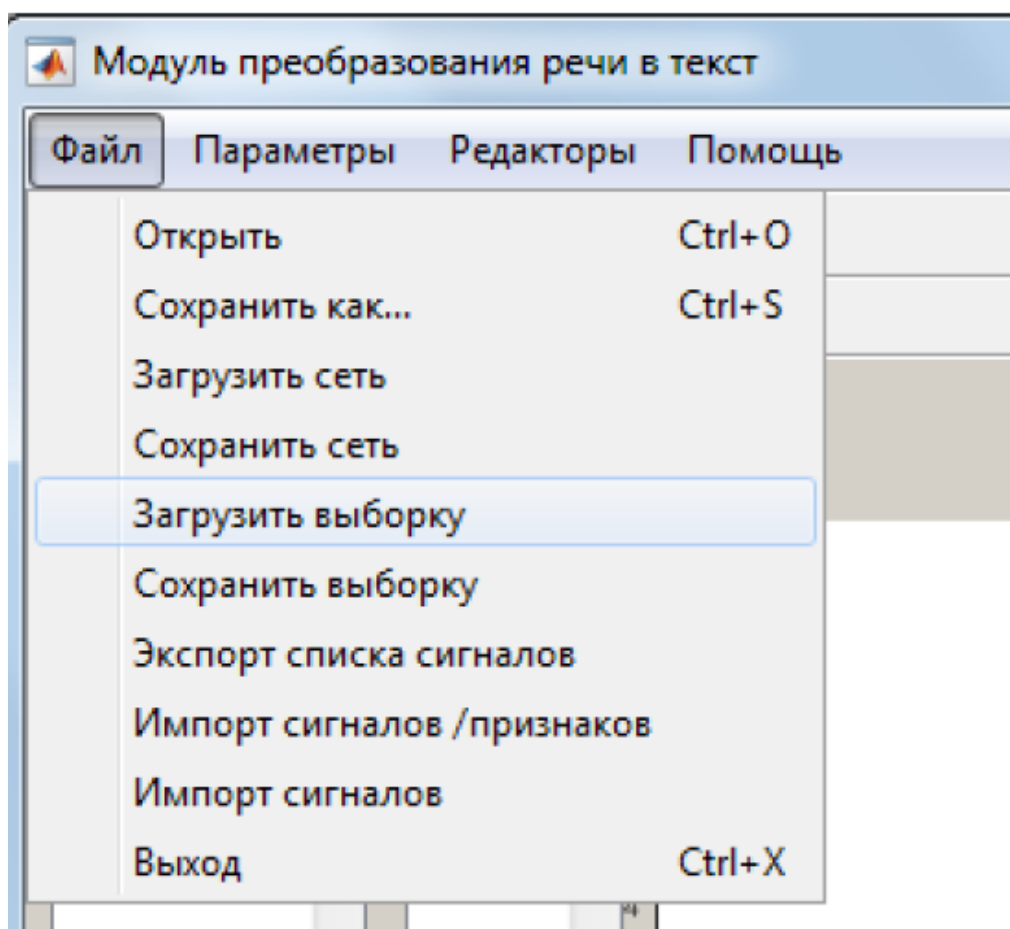 Модуль преобразования речи в текст
Файл Параметры Редакторы Помощь
Открыть Ctrl+O
Сохранить как... Ctrl+S
Загрузить сеть
Сохранить сеть
Загрузить выборку
Сохранить выборку
Экспорт списка сигналов
Импорт сигналов /признаков
Импорт сигналов
Выход Ctrl+X